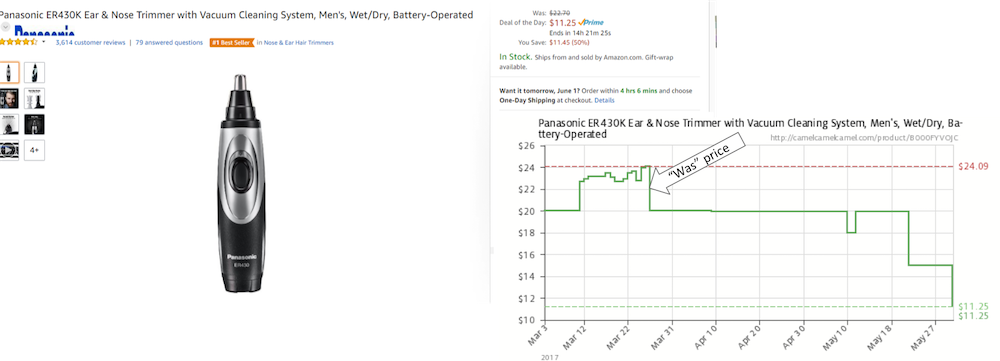 Panasonic ER430K Ear & Nose Trimmer with Vacuum Cleaning System, Men's, Wet/Dry, Battery-Operated
Panasonic
3,614 customer reviews | 79 answered questions #1 Best Seller in Nose & Ear Hair Trimmers
4+
Panasonic
ER430
Was: $22.70
Deal of the Day: $11.25 Prime
Ends in 14h 21m 25s
You Save: $11.45 (50%)
In Stock. Ships from and sold by Amazon.com. Gift-wrap
available.
Want it tomorrow, June 17 Order within 4 hrs 6 mins and choose
One-Day Shipping at checkout. Details
Panasonic ER430K Ear & Nose Trimmer with Vacuum Cleaning System, Men's, Wet/Dry, Ba-
ttery-Operated
http://camelcamelcamel.com/product/B000FYVOJC
"Was" price
$26
$24
$22
$20
$18
$16
$14
$12
$10
$24.09
$11.25
$11.25
Mar 3
Mar 12
Mar 22
Mar 31
Apr 10
Apr 20
Apr 30
May 10
May 18
May 27
2017